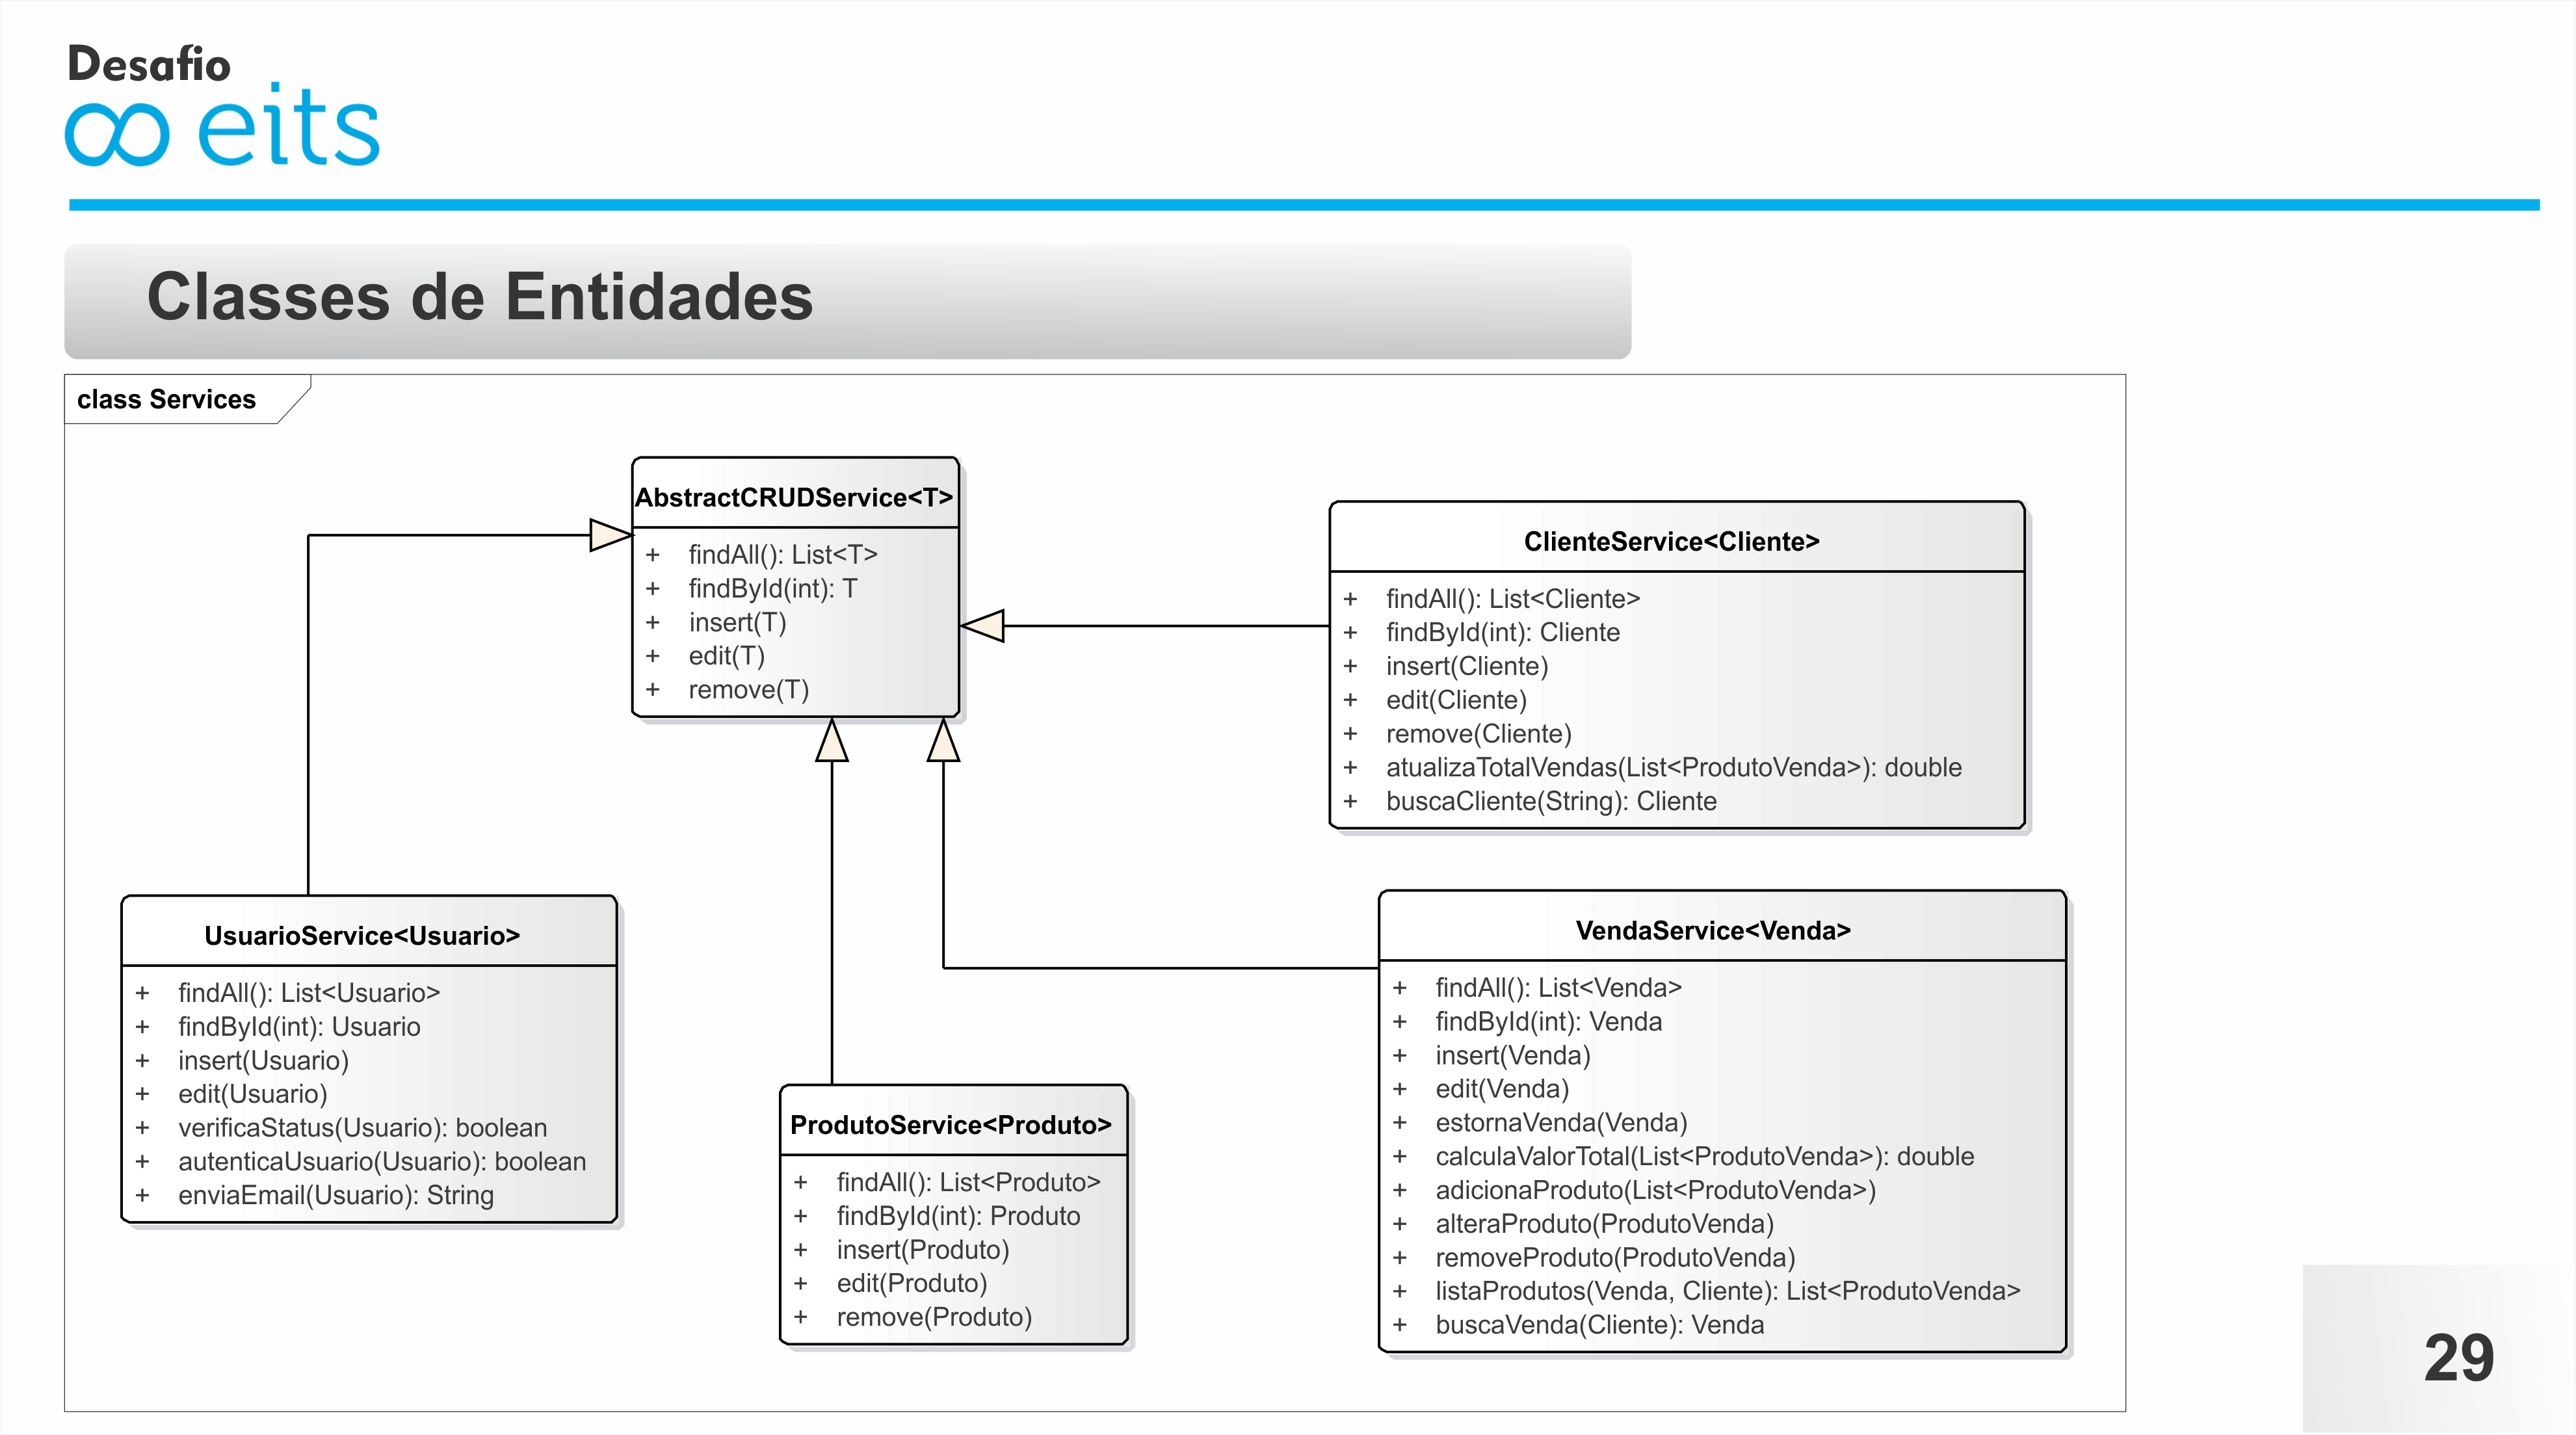 Desafio
eits
Classes de Entidades
class Services
AbstractCRUDService<T>
+ findAll(): List<T>
+ findById(int): T
+ insert(T)
+ edit(T)
+ remove(T)
ClienteService<Cliente>
+ findAll(): List<Cliente>
+ findById(int): Cliente
+ insert(Cliente)
+ edit(Cliente)
+ remove(Cliente)
+ atualizaTotalVendas(List<ProdutoVenda>): double
+ buscaCliente(String): Cliente
UsuarioService<Usuario>
+ findAll(): List<Usuario>
+ findById(int): Usuario
+ insert(Usuario)
+ edit(Usuario)
+ verificaStatus(Usuario): boolean
+ autenticaUsuario(Usuario): boolean
+ enviaEmail(Usuario): String
ProdutoService<Produto>
+ findAll(): List<Produto>
+ findById(int): Produto
+ insert(Produto)
+ edit(Produto)
+ remove(Produto)
VendaService<Venda>
+ findAll(): List<Venda>
+ findById(int): Venda
+ insert(Venda)
+ edit(Venda)
+ estornaVenda(Venda)
+ calculaValorTotal(List<ProdutoVenda>): double
+ adicionaProduto(List<ProdutoVenda>)
+ alteraProduto(ProdutoVenda)
+ removeProduto(ProdutoVenda)
+ listaProdutos(Venda, Cliente): List<ProdutoVenda>
+ buscaVenda(Cliente): Venda
29